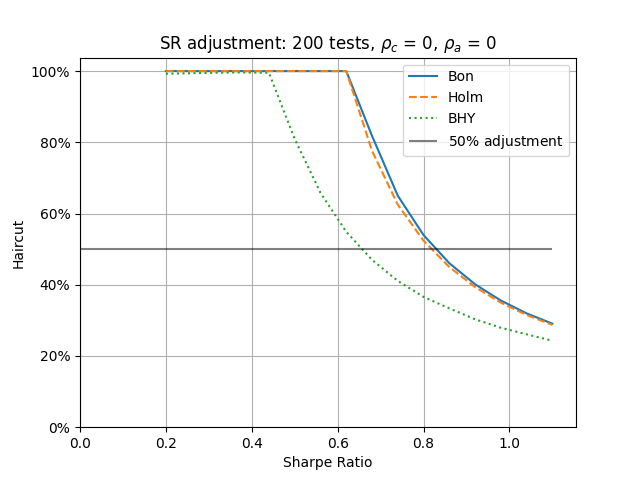 SR adjustment: 200 tests, ρc = 0, ρa = 0
100%
80%
60%
40%
20%
0%
Haircut
Bon
Holm
BHY
50% adjustment
0.0 0.2 0.4 0.6 0.8 1.0
Sharpe Ratio